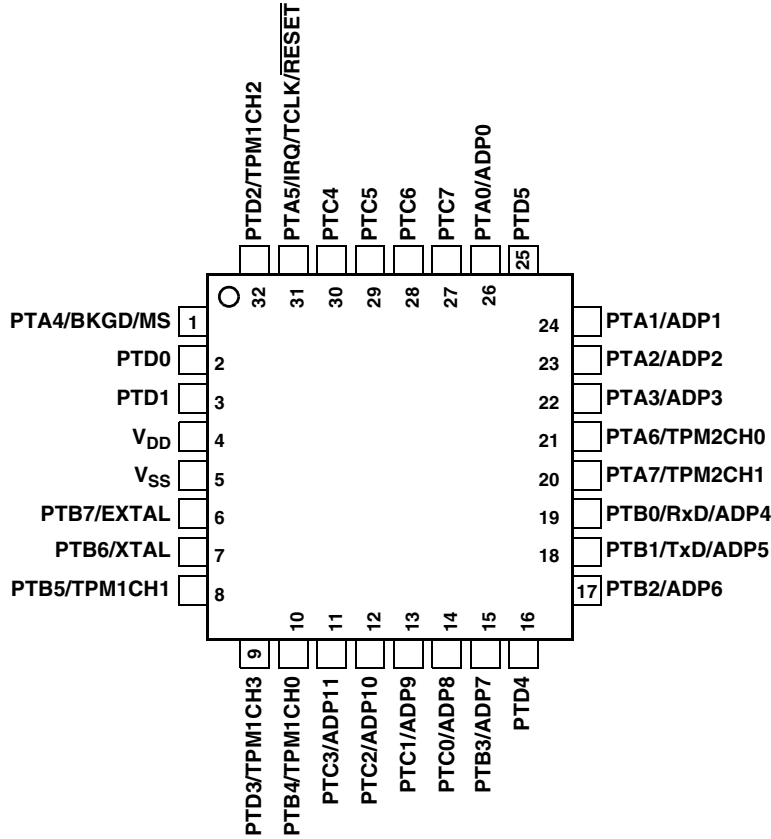 PTD2/TPM1CH2
PTA5/IRQ/TCLK/RESET
PTC4
PTC5
PTC6
PTC7
PTA0/ADP0
PTD5
32
31
30
29
28
27
26
25
PTA4/BKGD/MS 1
PTD0 2
PTD1 3
VDD 4
VSS 5
PTB7/EXTAL 6
PTB6/XTAL 7
PTB5/TPM1CH1 8
24 PTA1/ADP1
23 PTA2/ADP2
22 PTA3/ADP3
21 PTA6/TPM2CH0
20 PTA7/TPM2CH1
19 PTB0/RxD/ADP4
18 PTB1/TxD/ADP5
17 PTB2/ADP6
9
10
11
12
13
14
15
16
PTD3/TPM1CH3
PTB4/TPM1CH0
PTC3/ADP11
PTC2/ADP10
PTC1/ADP9
PTC0/ADP8
PTB3/ADP7
PTD4